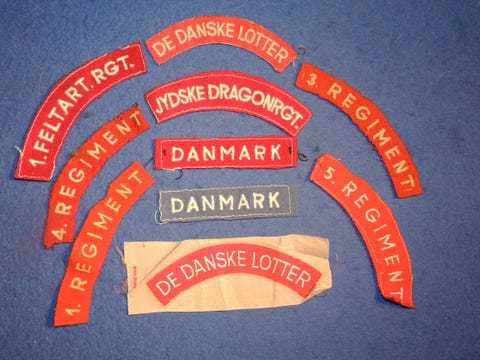 DE DANSKE LOTTER
1. FELTART. RGT.
JYDSKE DRAGONRGT.
3. REGIMENT
4. REGIMENT
DANMARK
1. REGIMENT
DANMARK
5. REGIMENT
DE DANSKE LOTTER